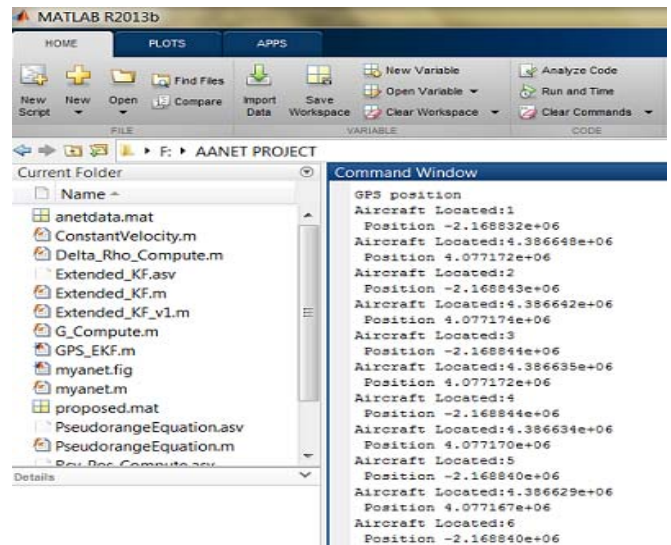 MATLAB R2013b
HOME PLOTS APPS
New Script
New
Open
Find Files
Compare
Import Data
Save Workspace
New Variable
Open Variable
Clear Workspace
Analyze Code
Run and Time
Clear Commands
FILE VARIABLE CODE
F: AANET PROJECT
Current Folder
Name
anetdata.mat
ConstantVelocity.m
Delta_Rho_Compute.m
Extended_KF.asv
Extended_KF.m
Extended_KF_v1.m
G_Compute.m
GPS_EKF.m
myanet.fig
myanet.m
proposed.mat
PseudorangeEquation.asv
PseudorangeEquation.m
Rcv_Pos_Compute.asv
Details
Command Window
GPS position
Aircraft Located:1
Position -2.168832e+06
Aircraft Located:4.386648e+06
Position 4.077172e+06
Aircraft Located:2
Position -2.168843e+06
Aircraft Located:4.386642e+06
Position 4.077174e+06
Aircraft Located:3
Position -2.168844e+06
Aircraft Located:4.386635e+06
Position 4.077172e+06
Aircraft Located:4
Position -2.168844e+06
Aircraft Located:4.386634e+06
Position 4.077170e+06
Aircraft Located:5
Position -2.168840e+06
Aircraft Located:4.386629e+06
Position 4.077167e+06
Aircraft Located:6
Position -2.168840e+06